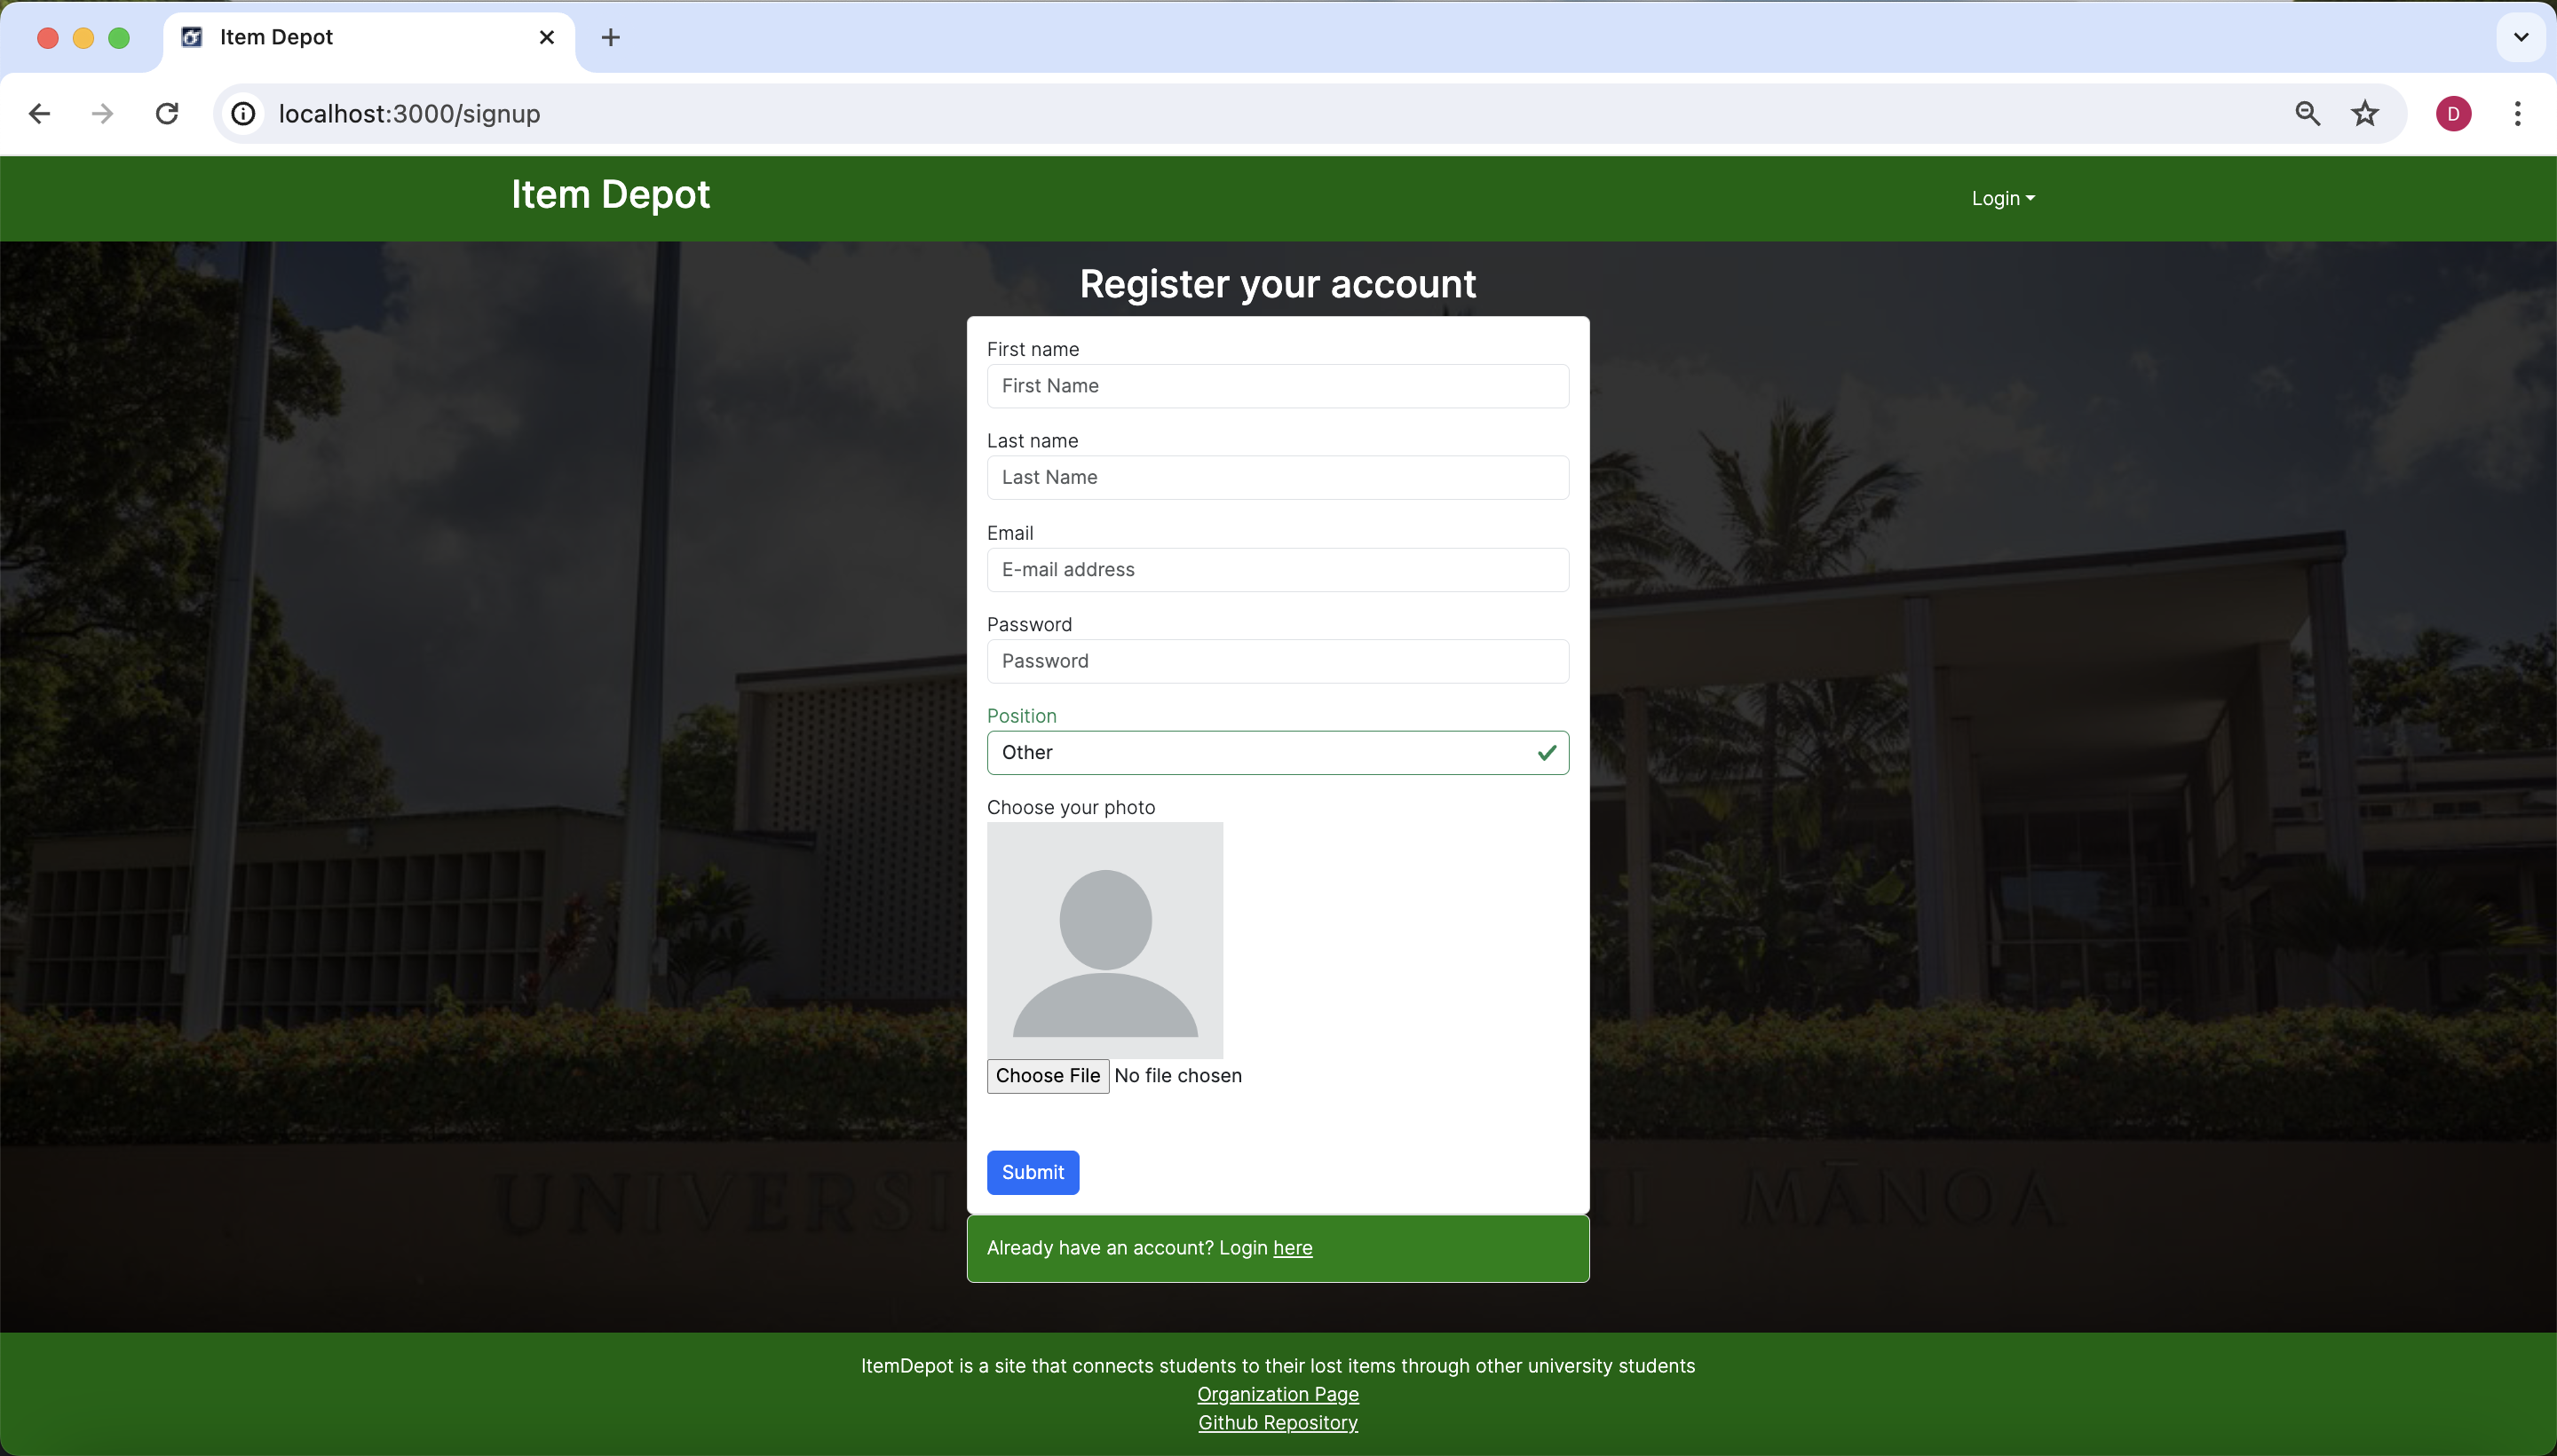 Item Depot
localhost:3000/signup
D
Item Depot
Login
Register your account
First name
First Name
Last name
Last Name
Email
E-mail address
Password
Password
Position
Other
Choose your photo
Choose File No file chosen
Submit
UNIVERSI I MĀNOA
Already have an account? Login here
ItemDepot is a site that connects students to their lost items through other university students
Organization Page
Github Repository